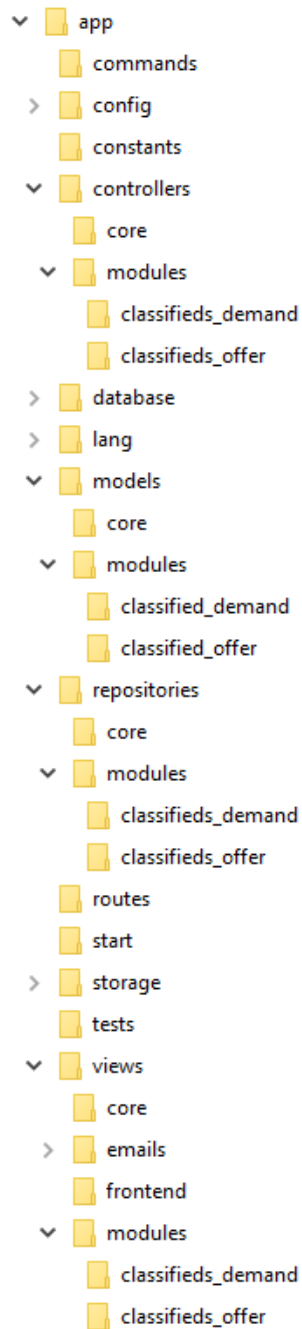 app
commands
config
constants
controllers
core
modules
classifieds_demand
classifieds_offer
database
lang
models
core
modules
classified_demand
classified_offer
repositories
core
modules
classifieds_demand
classifieds_offer
routes
start
storage
tests
views
core
emails
frontend
modules
classifieds_demand
classifieds_offer